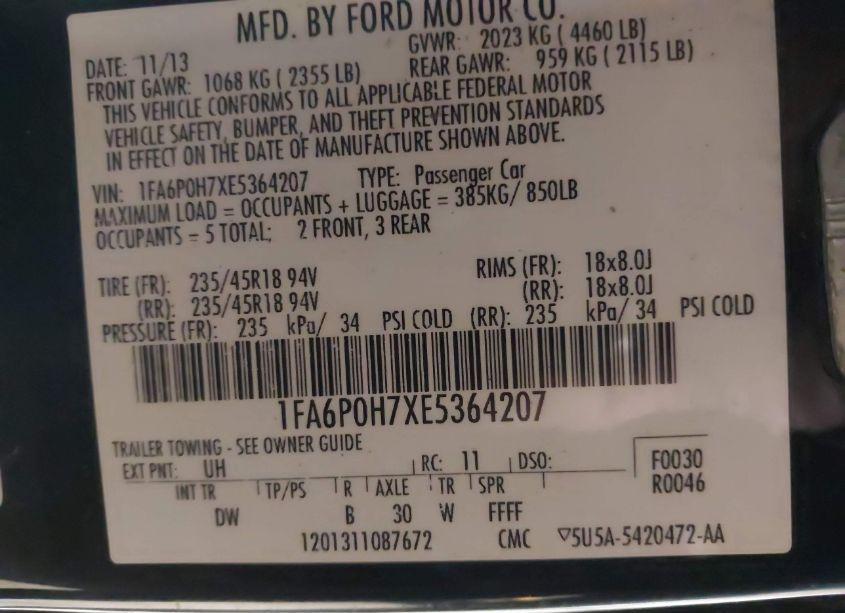 MFD. BY FORD MOTOR CO.
DATE: 11/13 GVWR: 2023 KG ( 4460 LB)
FRONT GAWR: 1068 KG ( 2355 LB) REAR GAWR: 959 KG ( 2115 LB)
THIS VEHICLE CONFORMS TO ALL APPLICABLE FEDERAL MOTOR
VEHICLE SAFETY, BUMPER, AND THEFT PREVENTION STANDARDS
IN EFFECT ON THE DATE OF MANUFACTURE SHOWN ABOVE.
VIN: 1FA6P0H7XE5364207 TYPE: Passenger Car
MAXIMUM LOAD = OCCUPANTS + LUGGAGE = 385KG/ 850LB
OCCUPANTS = 5 TOTAL; 2 FRONT, 3 REAR
TIRE (FR): 235/45R18 94V RIMS (FR): 18x8.0J
(RR): 235/45R18 94V (RR): 18x8.0J
PRESSURE (FR): 235 kPa/ 34 PSI COLD (RR): 235 kPa/ 34 PSI COLD
1FA6P0H7XE5364207
TRAILER TOWING - SEE OWNER GUIDE
EXT PNT: UH RC: 11 DSO: F0030
INT TR TP/PS R AXLE TR SPR R0046
DW B 30 W FFFF
1201311087672 CMC ▽5U5A-5420472-AA